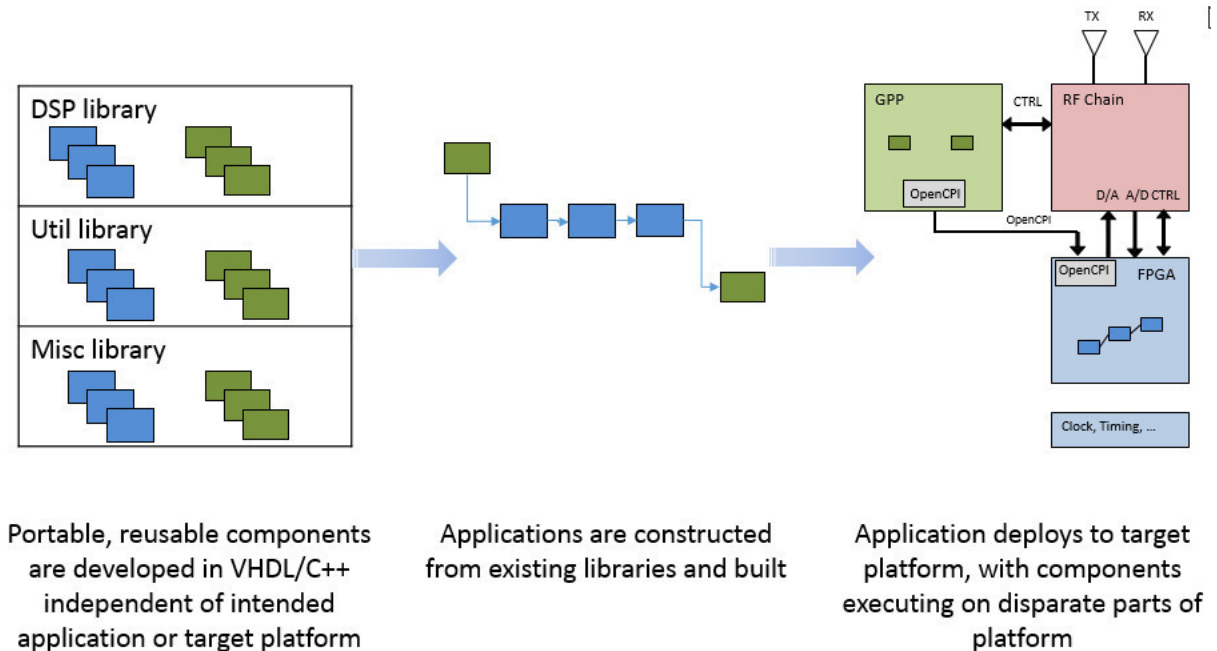 DSP library
Util library
Misc library
TX
RX
GPP
CTRL
RF Chain
OpenCPI
D/A
A/D
CTRL
OpenCPI
OpenCPI
FPGA
Clock, Timing, ...
Portable, reusable components
are developed in VHDL/C++
independent of intended
application or target platform
Applications are constructed
from existing libraries and built
Application deploys to target
platform, with components
executing on disparate parts of
platform